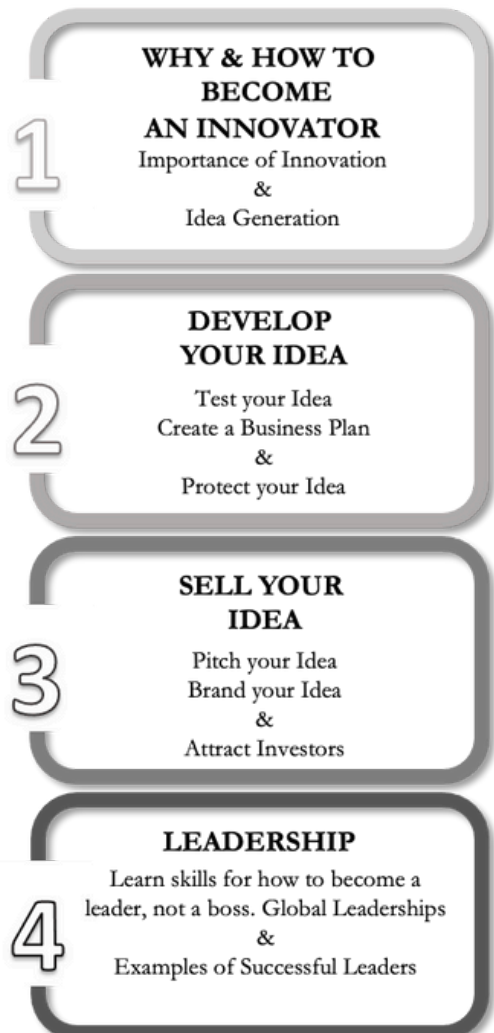 1
WHY & HOW TO
BECOME
AN INNOVATOR
Importance of Innovation
&
Idea Generation
2
DEVELOP
YOUR IDEA
Test your Idea
Create a Business Plan
&
Protect your Idea
3
SELL YOUR
IDEA
Pitch your Idea
Brand your Idea
&
Attract Investors
4
LEADERSHIP
Learn skills for how to become a
leader, not a boss. Global Leaderships
&
Examples of Successful Leaders